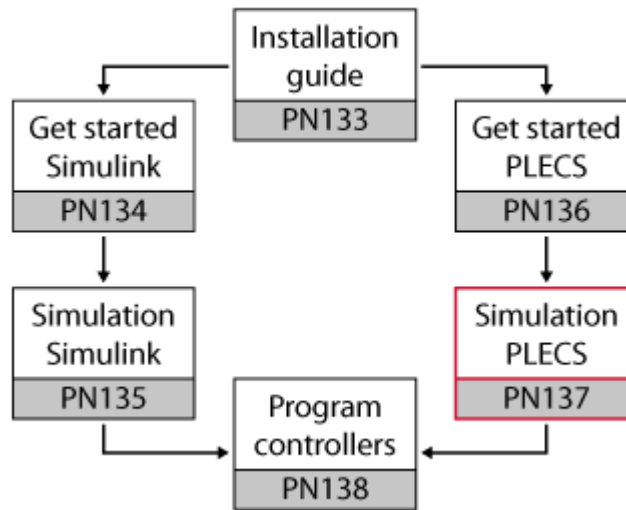 Installation
guide
PN133
Get started
Simulink
PN134
Get started
PLECS
PN136
Simulation
Simulink
PN135
Simulation
PLECS
PN137
Program
controllers
PN138